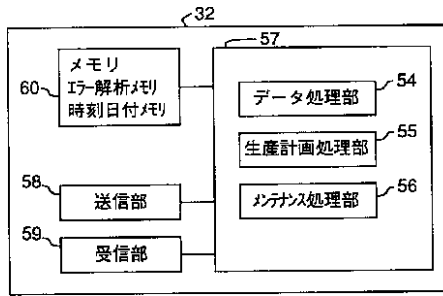 32
57
メモリ
エラー解析メモリ
時刻日付メモリ
60
データ処理部
54
生産計画処理部
55
メンテナンス処理部
56
58
送信部
59
受信部